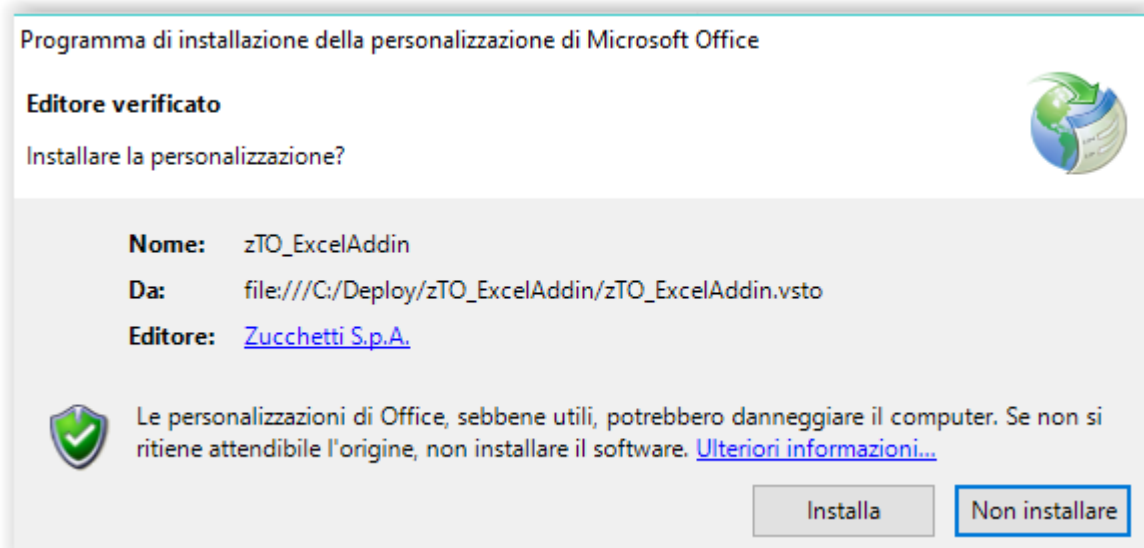 Programma di installazione della personalizzazione di Microsoft Office
Editore verificato
Installare la personalizzazione?
Nome: zTO_ExcelAddin
Da: file:///C:/Deploy/zTO_ExcelAddin/zTO_ExcelAddin.vsto
Editore: Zucchetti S.p.A.
Le personalizzazioni di Office, sebbene utili, potrebbero danneggiare il computer. Se non si
ritiene attendibile l'origine, non installare il software. Ulteriori informazioni...
Installa Non installare